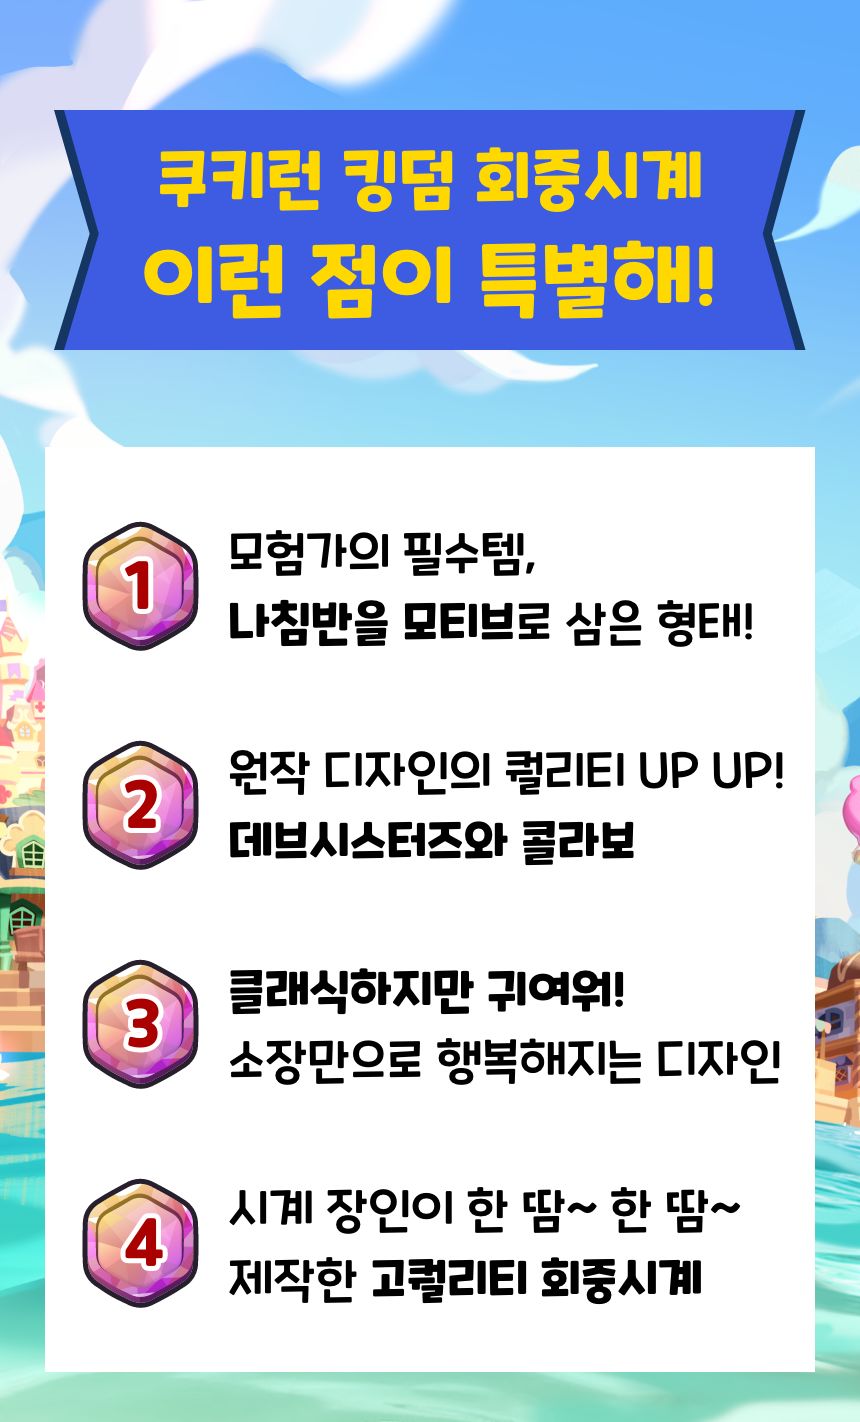 쿠키런 킹덤 회중시계
이런 점이 특별해!
1
모험가의 필수템,
나침반을 모티브로 삼은 형태!
2
원작 디자인의 퀄리티 UP UP!
데브시스터즈와 콜라보
3
클래식하지만 귀여워!
소장만으로 행복해지는 디자인
4
시계 장인이 한 땀~ 한 땀~
제작한 고퀄리티 회중시계